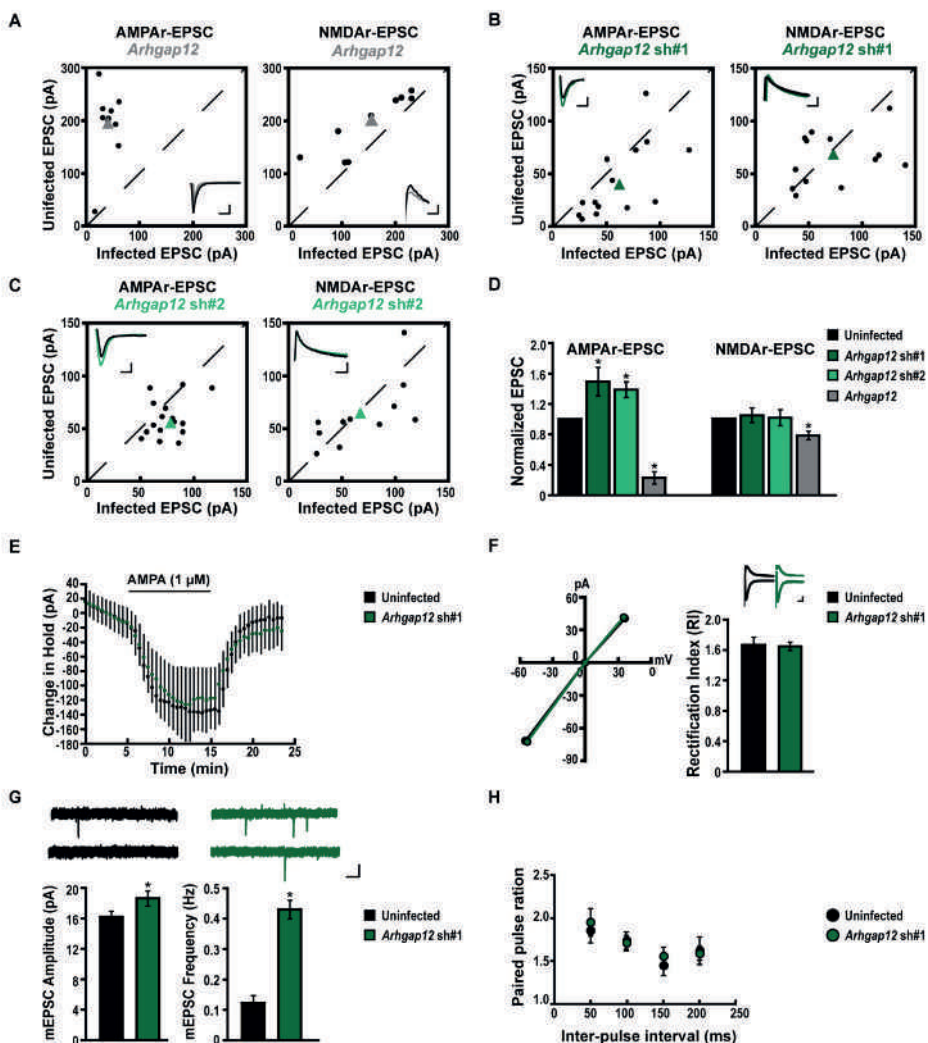 A
AMPAr-EPSC
Arhgap12
NMDAr-EPSC
Arhgap12
Unifected EPSC (pA)
300
200
100
0
0 100 200 300
Infected EPSC (pA)
0 100 200 300
Infected EPSC (pA)
B
AMPAr-EPSC
Arhgap12 sh#1
NMDAr-EPSC
Arhgap12 sh#1
Unifected EPSC (pA)
150
100
50
0
0 50 100 150
Infected EPSC (pA)
150
100
50
0
0 50 100 150
Infected EPSC (pA)
C
AMPAr-EPSC
Arhgap12 sh#2
NMDAr-EPSC
Arhgap12 sh#2
Unifected EPSC (pA)
150
100
50
0
0 50 100 150
Infected EPSC (pA)
150
100
50
0
0 50 100 150
Infected EPSC (pA)
D
AMPAr-EPSC NMDAr-EPSC
Normalized EPSC
2.0
1.6
1.2
0.8
0.4
0
* * * *
Uninfected
Arhgap12 sh#1
Arhgap12 sh#2
Arhgap12
E
AMPA (1 µM)
Change in Hold (pA)
40
20
0
-20
-40
-60
-80
-100
-120
-140
-160
-180
0 5 10 15 20 25
Time (min)
Uninfected
Arhgap12 sh#1
F
pA
60
30
0
-30
-60
-90
-60 -30 0 30 60
mV
Rectification Index (RI)
2.0
1.6
1.2
0.8
0.4
0
Uninfected
Arhgap12 sh#1
G
mEPSC Amplitude (pA)
20
16
12
8
4
0
*
mEPSC Frequency (Hz)
0.5
0.4
0.3
0.2
0.1
0
*
Uninfected
Arhgap12 sh#1
H
Paired pulse ration
2.5
2.0
1.5
1.0
0 50 100 150 200 250
Inter-pulse interval (ms)
Uninfected
Arhgap12 sh#1